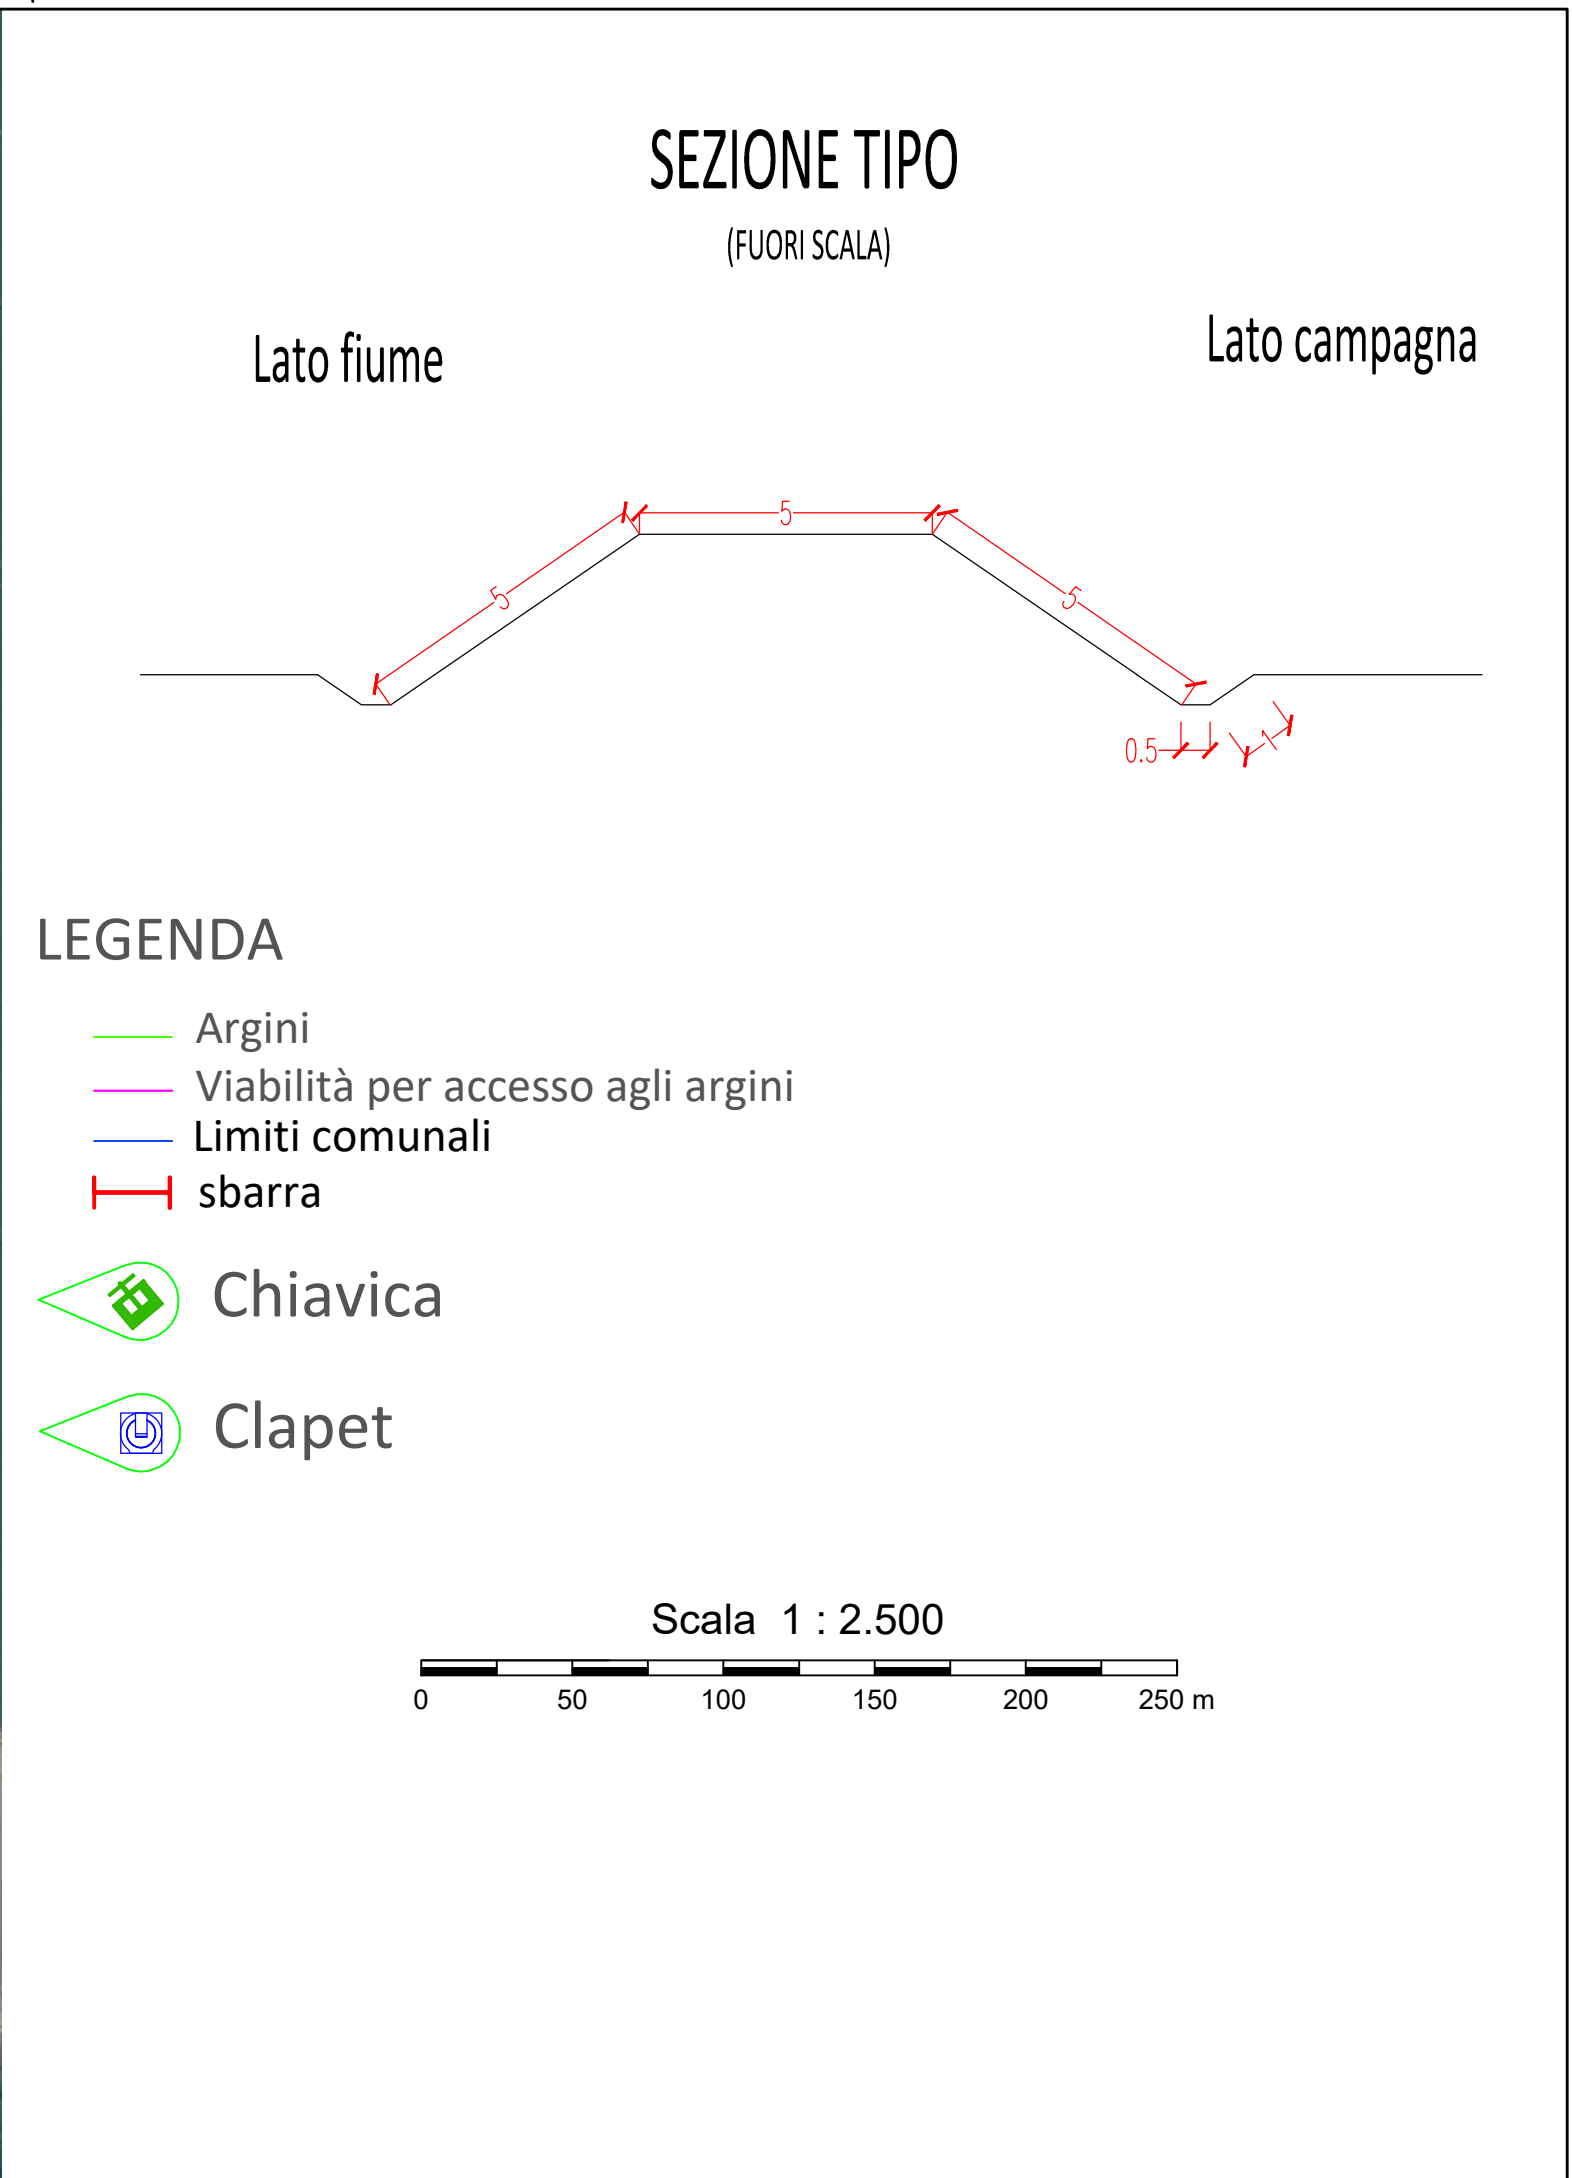 SEZIONE TIPO
(FUORI SCALA)
Lato fiume
Lato campagna
5
5
5
0.5
1
LEGENDA
Argini
Viabilità per accesso agli argini
Limiti comunali
sbarra
Chiavica
Clapet
Scala 1 : 2.500
0 50 100 150 200 250 m